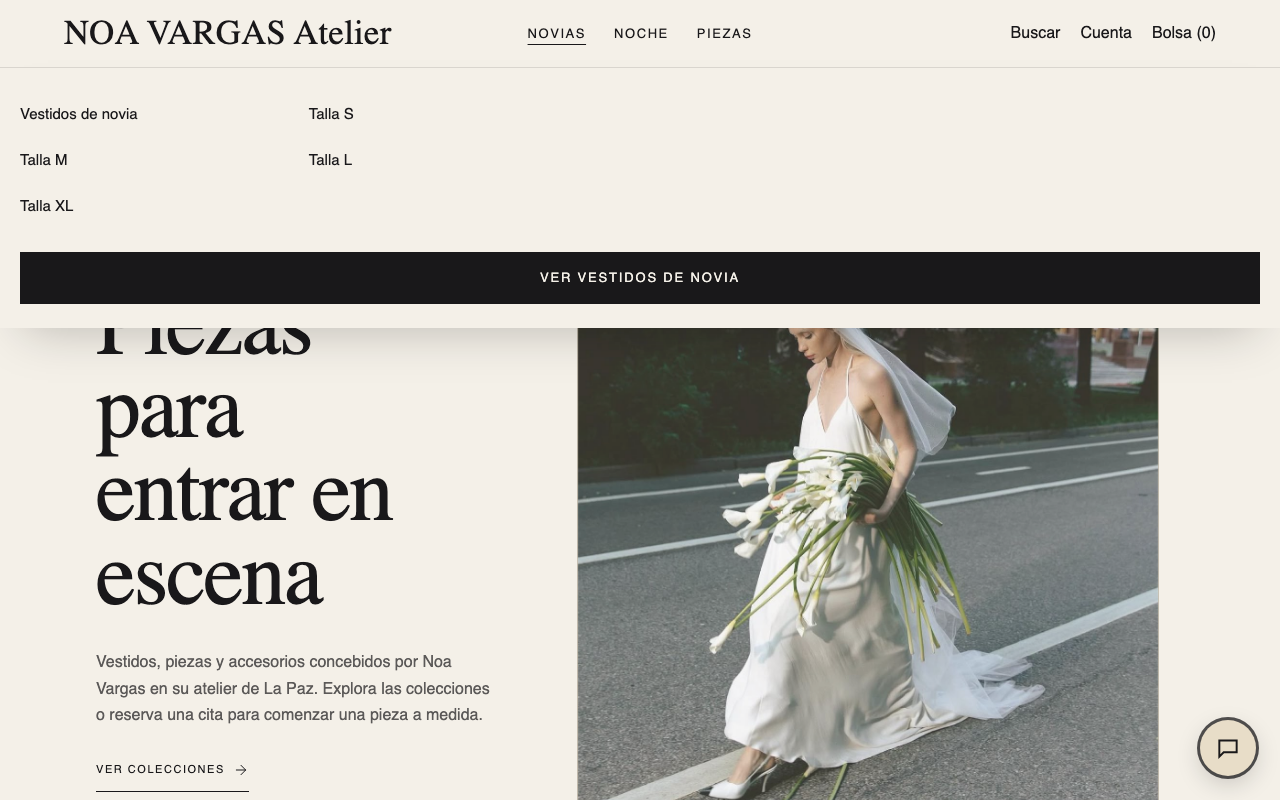 NOA VARGAS Atelier
NOVIAS NOCHE PIEZAS
Buscar Cuenta Bolsa (0)
Vestidos de novia Talla S
Talla M Talla L
Talla XL
VER VESTIDOS DE NOVIA
Piezas
para
entrar en
escena
Vestidos, piezas y accesorios concebidos por Noa
Vargas en su atelier de La Paz. Explora las colecciones
o reserva una cita para comenzar una pieza a medida.
VER COLECCIONES